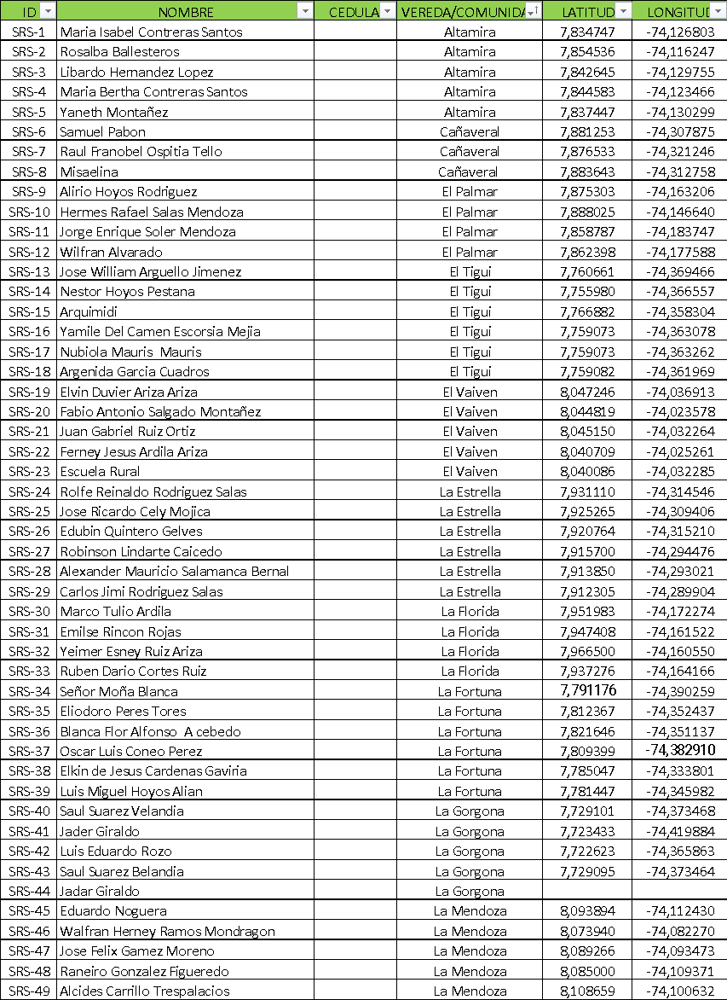 ID NOMBRE CEDULA VEREDA/COMUNIDA LATITUD LONGITUD
SRS-1 Maria Isabel Contreras Santos Altamira 7,834747 -74,126803
SRS-2 Rosalba Ballesteros Altamira 7,854536 -74,116247
SRS-3 Libardo Hernandez Lopez Altamira 7,842645 -74,129755
SRS-4 Maria Bertha Contreras Santos Altamira 7,844583 -74,123466
SRS-5 Yaneth Montañez Altamira 7,837447 -74,130299
SRS-6 Samuel Pabon Cañaveral 7,881253 -74,307875
SRS-7 Raul Franobel Ospitia Tello Cañaveral 7,876533 -74,321246
SRS-8 Misaelina Cañaveral 7,883643 -74,312758
SRS-9 Alirio Hoyos Rodriguez El Palmar 7,875303 -74,163206
SRS-10 Hermes Rafael Salas Mendoza El Palmar 7,888025 -74,146640
SRS-11 Jorge Enrique Soler Mendoza El Palmar 7,858787 -74,183747
SRS-12 Wilfran Alvarado El Palmar 7,862398 -74,177588
SRS-13 Jose William Arguello Jimenez El Tigui 7,760661 -74,369466
SRS-14 Nestor Hoyos Pestana El Tigui 7,755980 -74,366557
SRS-15 Arquimidi El Tigui 7,766882 -74,358304
SRS-16 Yamile Del Camen Escorsia Mejia El Tigui 7,759073 -74,363078
SRS-17 Nubiola Mauris Mauris El Tigui 7,759073 -74,363262
SRS-18 Argenida Garcia Cuadros El Tigui 7,759082 -74,361969
SRS-19 Elvin Duvier Ariza Ariza El Vaiven 8,047246 -74,036913
SRS-20 Fabio Antonio Salgado Montañez El Vaiven 8,044819 -74,023578
SRS-21 Juan Gabriel Ruiz Ortiz El Vaiven 8,045150 -74,032264
SRS-22 Ferney Jesus Ardila Ariza El Vaiven 8,040709 -74,025261
SRS-23 Escuela Rural El Vaiven 8,040086 -74,032285
SRS-24 Rolfe Reinaldo Rodriguez Salas La Estrella 7,931110 -74,314546
SRS-25 Jose Ricardo Cely Mojica La Estrella 7,925265 -74,309406
SRS-26 Edubin Quintero Gelves La Estrella 7,920764 -74,315210
SRS-27 Robinson Lindarte Caicedo La Estrella 7,915700 -74,294476
SRS-28 Alexander Mauricio Salamanca Bernal La Estrella 7,913850 -74,293021
SRS-29 Carlos Jimi Rodriguez Salas La Estrella 7,912305 -74,289904
SRS-30 Marco Tulio Ardila La Florida 7,951983 -74,172274
SRS-31 Emilse Rincon Rojas La Florida 7,947408 -74,161522
SRS-32 Yeimer Esney Ruiz Ariza La Florida 7,966500 -74,160550
SRS-33 Ruben Dario Cortes Ruiz La Florida 7,937276 -74,164166
SRS-34 Señor Moña Blanca La Fortuna 7,791176 -74,390259
SRS-35 Eliodoro Peres Tores La Fortuna 7,812367 -74,352437
SRS-36 Blanca Flor Alfonso A cebedo La Fortuna 7,821646 -74,351137
SRS-37 Oscar Luis Coneo Perez La Fortuna 7,809399 -74,382910
SRS-38 Elkin de Jesus Cardenas Gaviria La Fortuna 7,785047 -74,333801
SRS-39 Luis Miguel Hoyos Alian La Fortuna 7,781447 -74,345982
SRS-40 Saul Suarez Velandia La Gorgona 7,729101 -74,373468
SRS-41 Jader Giraldo La Gorgona 7,723433 -74,419884
SRS-42 Luis Eduardo Rozo La Gorgona 7,722623 -74,365863
SRS-43 Saul Suarez Belandia La Gorgona 7,729095 -74,373464
SRS-44 Jadar Giraldo La Gorgona
SRS-45 Eduardo Noguera La Mendoza 8,093894 -74,112430
SRS-46 Walfran Herney Ramos Mondragon La Mendoza 8,073940 -74,082270
SRS-47 Jose Felix Gamez Moreno La Mendoza 8,089266 -74,093473
SRS-48 Raneiro Gonzalez Figueredo La Mendoza 8,085000 -74,109371
SRS-49 Alcides Carrillo Trespalacios La Mendoza 8,108659 -74,100632